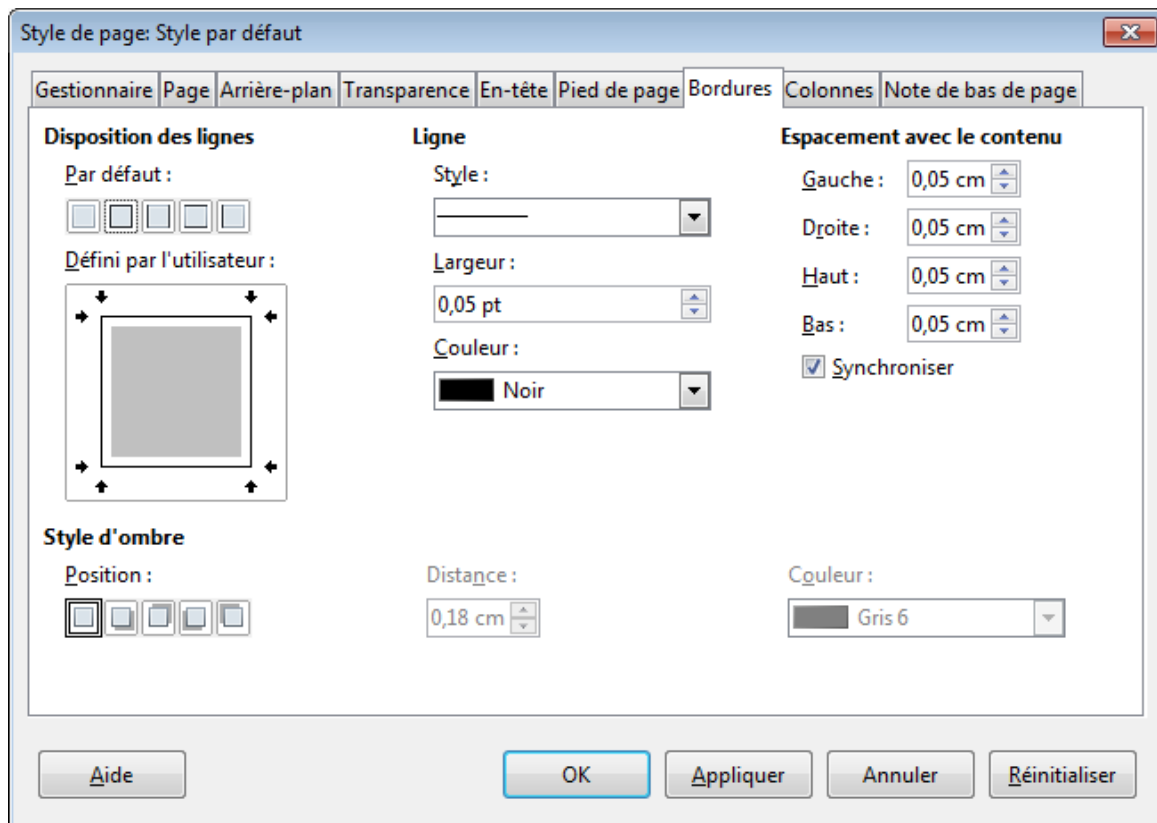 Style de page: Style par défaut
Gestionnaire Page Arrière-plan Transparence En-tête Pied de page Bordures Colonnes Note de bas de page
Disposition des lignes
Par défaut :
Défini par l'utilisateur :
Ligne
Style :
Largeur :
0,05 pt
Couleur :
Noir
Espacement avec le contenu
Gauche : 0,05 cm
Droite : 0,05 cm
Haut : 0,05 cm
Bas : 0,05 cm
Synchroniser
Style d'ombre
Position :
Distance :
0,18 cm
Couleur :
Gris 6
Aide OK Appliquer Annuler Réinitialiser